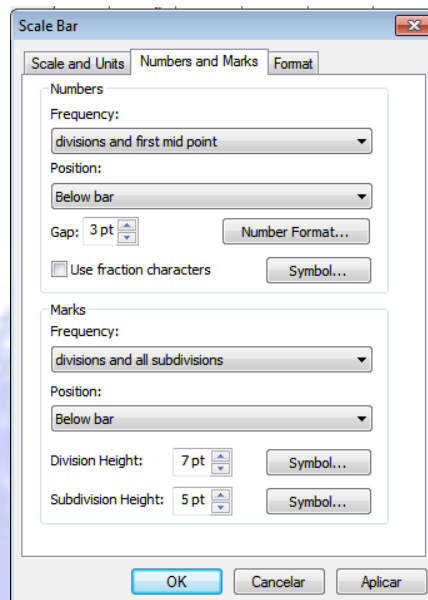 Scale Bar
Scale and Units Numbers and Marks Format
Numbers
Frequency:
divisions and first mid point
Position:
Below bar
Gap: 3 pt Number Format...
Use fraction characters Symbol...
Marks
Frequency:
divisions and all subdivisions
Position:
Below bar
Division Height: 7 pt Symbol...
Subdivision Height: 5 pt Symbol...
OK Cancelar Aplicar